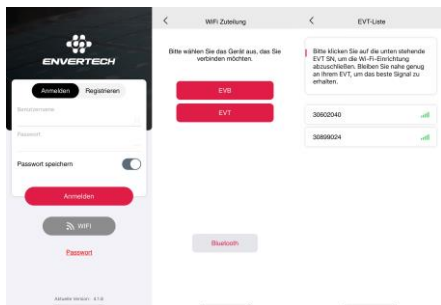 ENVERTECH
Anmelden
Registrieren
Benutzername
Passwort
Passwort speichern
Anmelden
WIFI
Passwort
Aktuelle Version: 4.1.8
WiFi Zuteilung
Bitte wählen Sie das Gerät aus, das Sie
verbinden möchten.
EVB
EVT
Bluetooth
EVT-Liste
Bitte klicken Sie auf die unten stehende
EVT SN, um die Wi-Fi-Einrichtung
abzuschließen. Bleiben Sie nahe genug
an Ihrem EVT, um das beste Signal zu
erhalten.
30602040
30899024